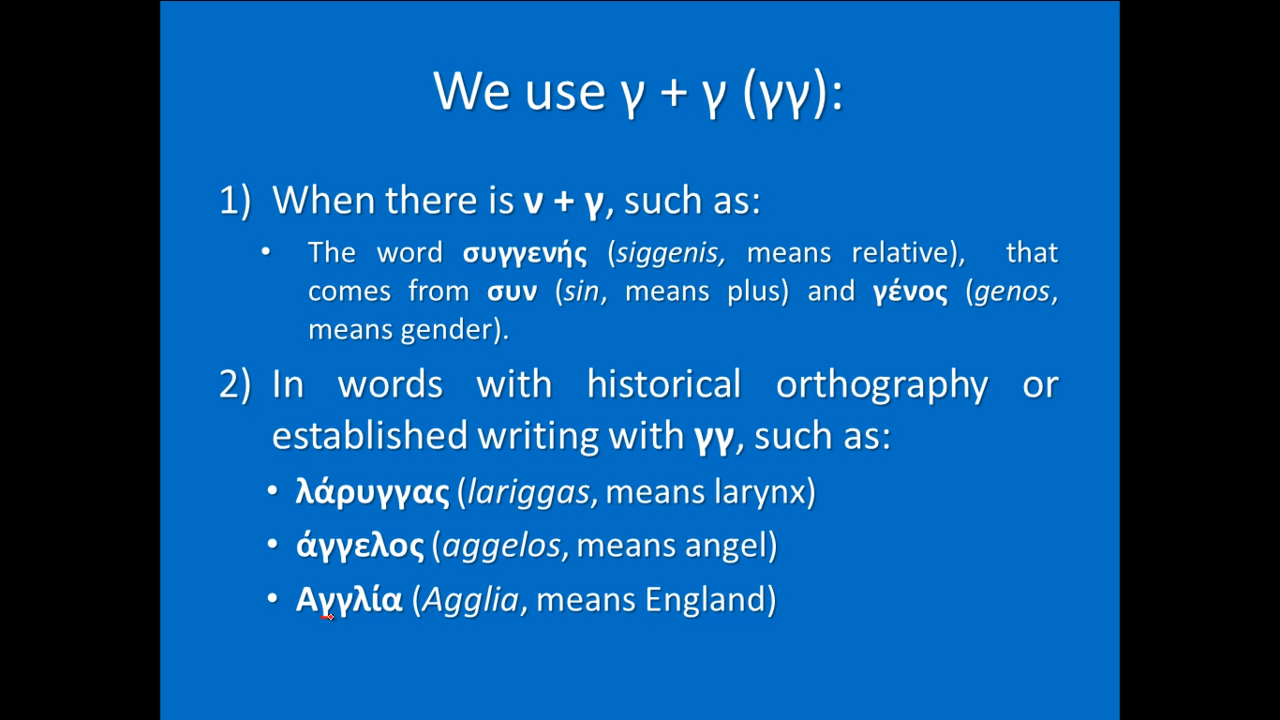 We use γ + γ (γγ):
1) When there is ν + γ, such as:
• The word συγγενής (siggenis, means relative), that
comes from συν (sin, means plus) and γένος (genos,
means gender).
2) In words with historical orthography or
established writing with γγ, such as:
• λάρυγγας (lariggas, means larynx)
• άγγελος (aggelos, means angel)
• Αγγλία (Agglia, means England)